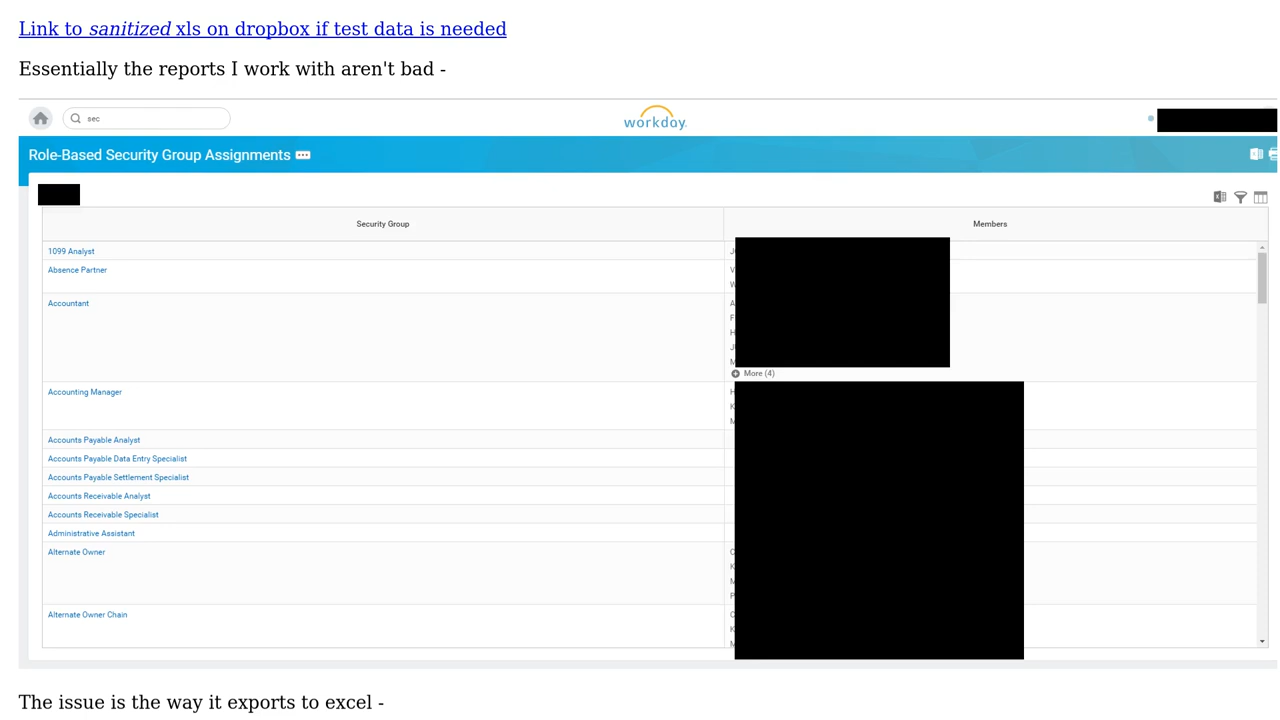 Link to sanitized xls on dropbox if test data is needed
Essentially the reports I work with aren't bad -
sec
workday.
Role-Based Security Group Assignments
Security Group
Members
1099 Analyst
J
Absence Partner
V
W
Accountant
A
F
H
J
M
More (4)
Accounting Manager
H
K
M
Accounts Payable Analyst
Accounts Payable Data Entry Specialist
Accounts Payable Settlement Specialist
Accounts Receivable Analyst
Accounts Receivable Specialist
Administrative Assistant
Alternate Owner
K
M
P
Alternate Owner Chain
K
M
The issue is the way it exports to excel -